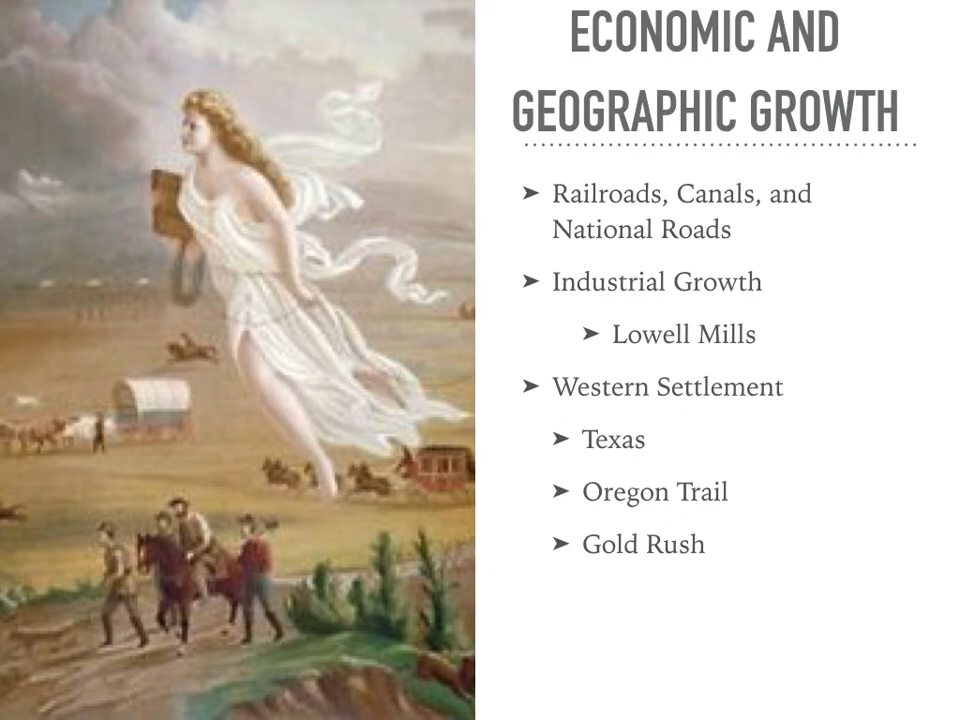 ECONOMIC AND
GEOGRAPHIC GROWTH
➤ Railroads, Canals, and
National Roads
➤ Industrial Growth
➤ Lowell Mills
➤ Western Settlement
➤ Texas
➤ Oregon Trail
➤ Gold Rush